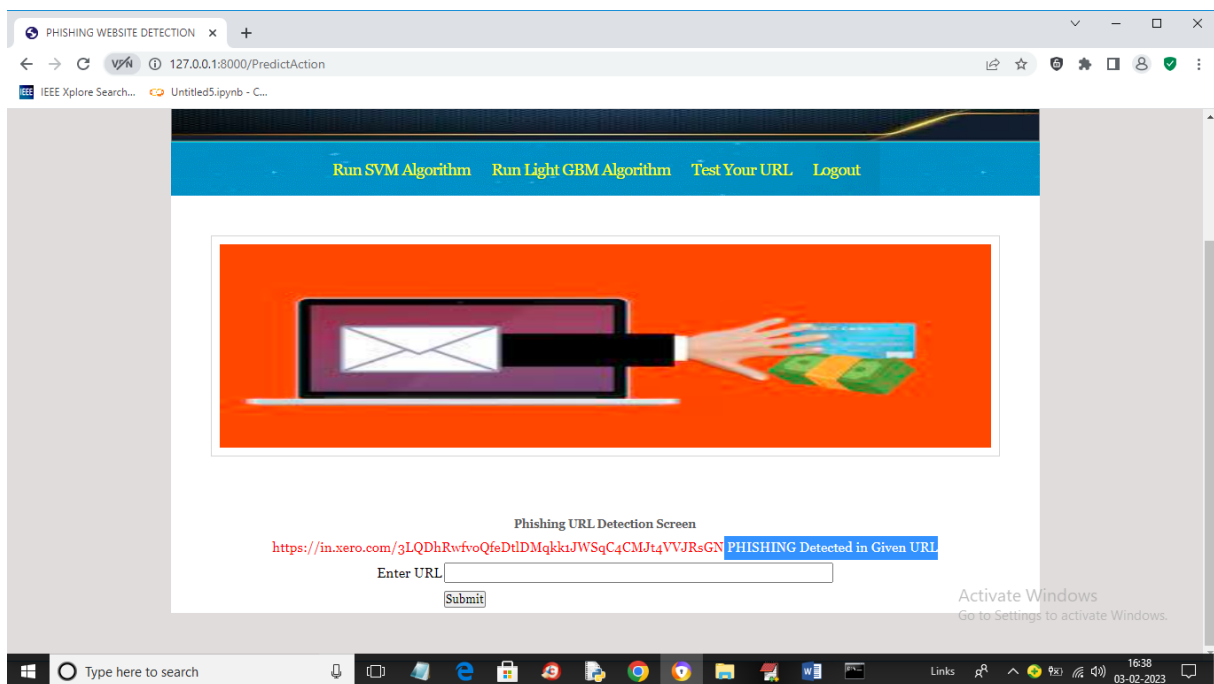 PHISHING WEBSITE DETECTION
VPN
127.0.0.1:8000/PredictAction
IEEE
IEEE Xplore Search...
Untitled5.ipynb - C...
Run SVM Algorithm
Run Light GBM Algorithm
Test Your URL
Logout
Phishing URL Detection Screen
https://in.xero.com/3LQDhRwfvoQfeDtlDMqkk1JWSqC4CMJt4VVJRsGN PHISHING Detected in Given URL
Enter URL
Submit
Activate Windows
Go to Settings to activate Windows.
Type here to search
Links
16:38
03-02-2023